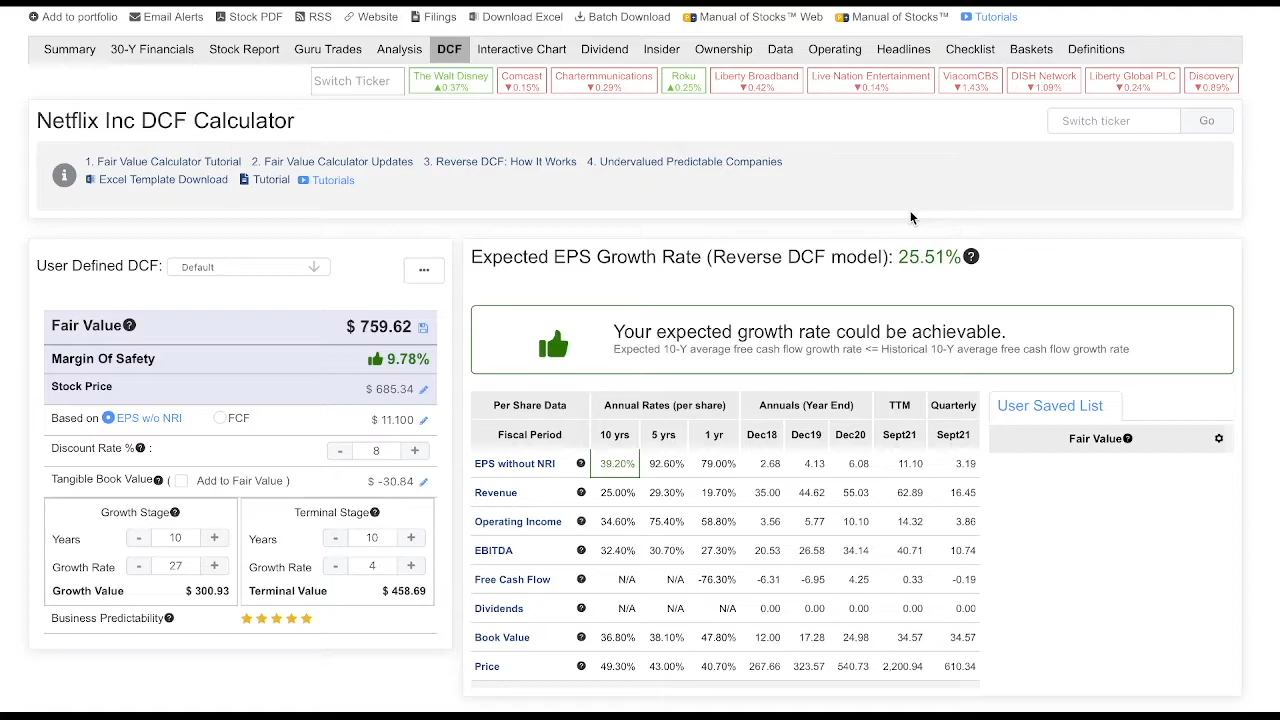 Add to portfolio Email Alerts Stock PDF RSS Website Filings Download Excel Batch Download Manual of Stocks™ Web Manual of Stocks™ Tutorials
Summary 30-Y Financials Stock Report Guru Trades Analysis DCF Interactive Chart Dividend Insider Ownership Data Operating Headlines Checklist Baskets Definitions
Switch Ticker The Walt Disney Comcast Chartermmunications Roku Liberty Broadband Live Nation Entertainment ViacomCBS DISH Network Liberty Global PLC Discovery
▲0.37% ▼0.15% ▼0.29% ▲0.25% ▼0.42% ▼0.14% ▼1.43% ▼1.09% ▼0.24% ▼0.89%
Netflix Inc DCF Calculator Switch ticker Go
1. Fair Value Calculator Tutorial 2. Fair Value Calculator Updates 3. Reverse DCF: How It Works 4. Undervalued Predictable Companies
Excel Template Download Tutorial Tutorials
User Defined DCF: Default ...
Fair Value $ 759.62
Margin Of Safety 9.78%
Stock Price $ 685.34
Based on EPS w/o NRI FCF $ 11.100
Discount Rate % : - 8 +
Tangible Book Value ( Add to Fair Value ) $ -30.84
Growth Stage Terminal Stage
Years - 10 + Years - 10 +
Growth Rate - 27 + Growth Rate - 4 +
Growth Value $ 300.93 Terminal Value $ 458.69
Business Predictability
Expected EPS Growth Rate (Reverse DCF model): 25.51%
Your expected growth rate could be achievable.
Expected 10-Y average free cash flow growth rate <= Historical 10-Y average free cash flow growth rate
Per Share Data Annual Rates (per share) Annuals (Year End) TTM Quarterly
Fiscal Period 10 yrs 5 yrs 1 yr Dec18 Dec19 Dec20 Sept21 Sept21
EPS without NRI 39.20% 92.60% 79.00% 2.68 4.13 6.08 11.10 3.19
Revenue 25.00% 29.30% 19.70% 35.00 44.62 55.03 62.89 16.45
Operating Income 34.60% 75.40% 58.80% 3.56 5.77 10.10 14.32 3.86
EBITDA 32.40% 30.70% 27.30% 20.53 26.58 34.14 40.71 10.74
Free Cash Flow N/A N/A -76.30% -6.31 -6.95 4.25 0.33 -0.19
Dividends N/A N/A N/A 0.00 0.00 0.00 0.00 0.00
Book Value 36.80% 38.10% 47.80% 12.00 17.28 24.98 34.57 34.57
Price 49.30% 43.00% 40.70% 267.66 323.57 540.73 2,200.94 610.34
User Saved List
Fair Value